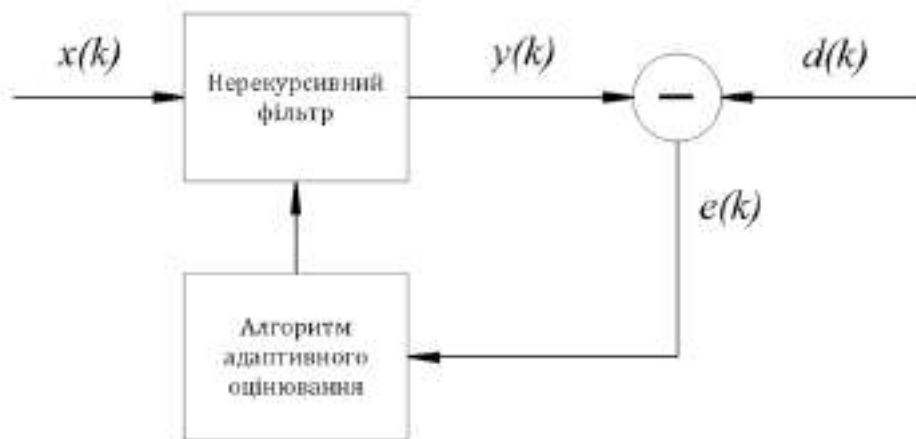 x(k)
y(k)
d(k)
Нерекурсивний
фільтр
e(k)
Алгоритм
адаптивного
оцінювання